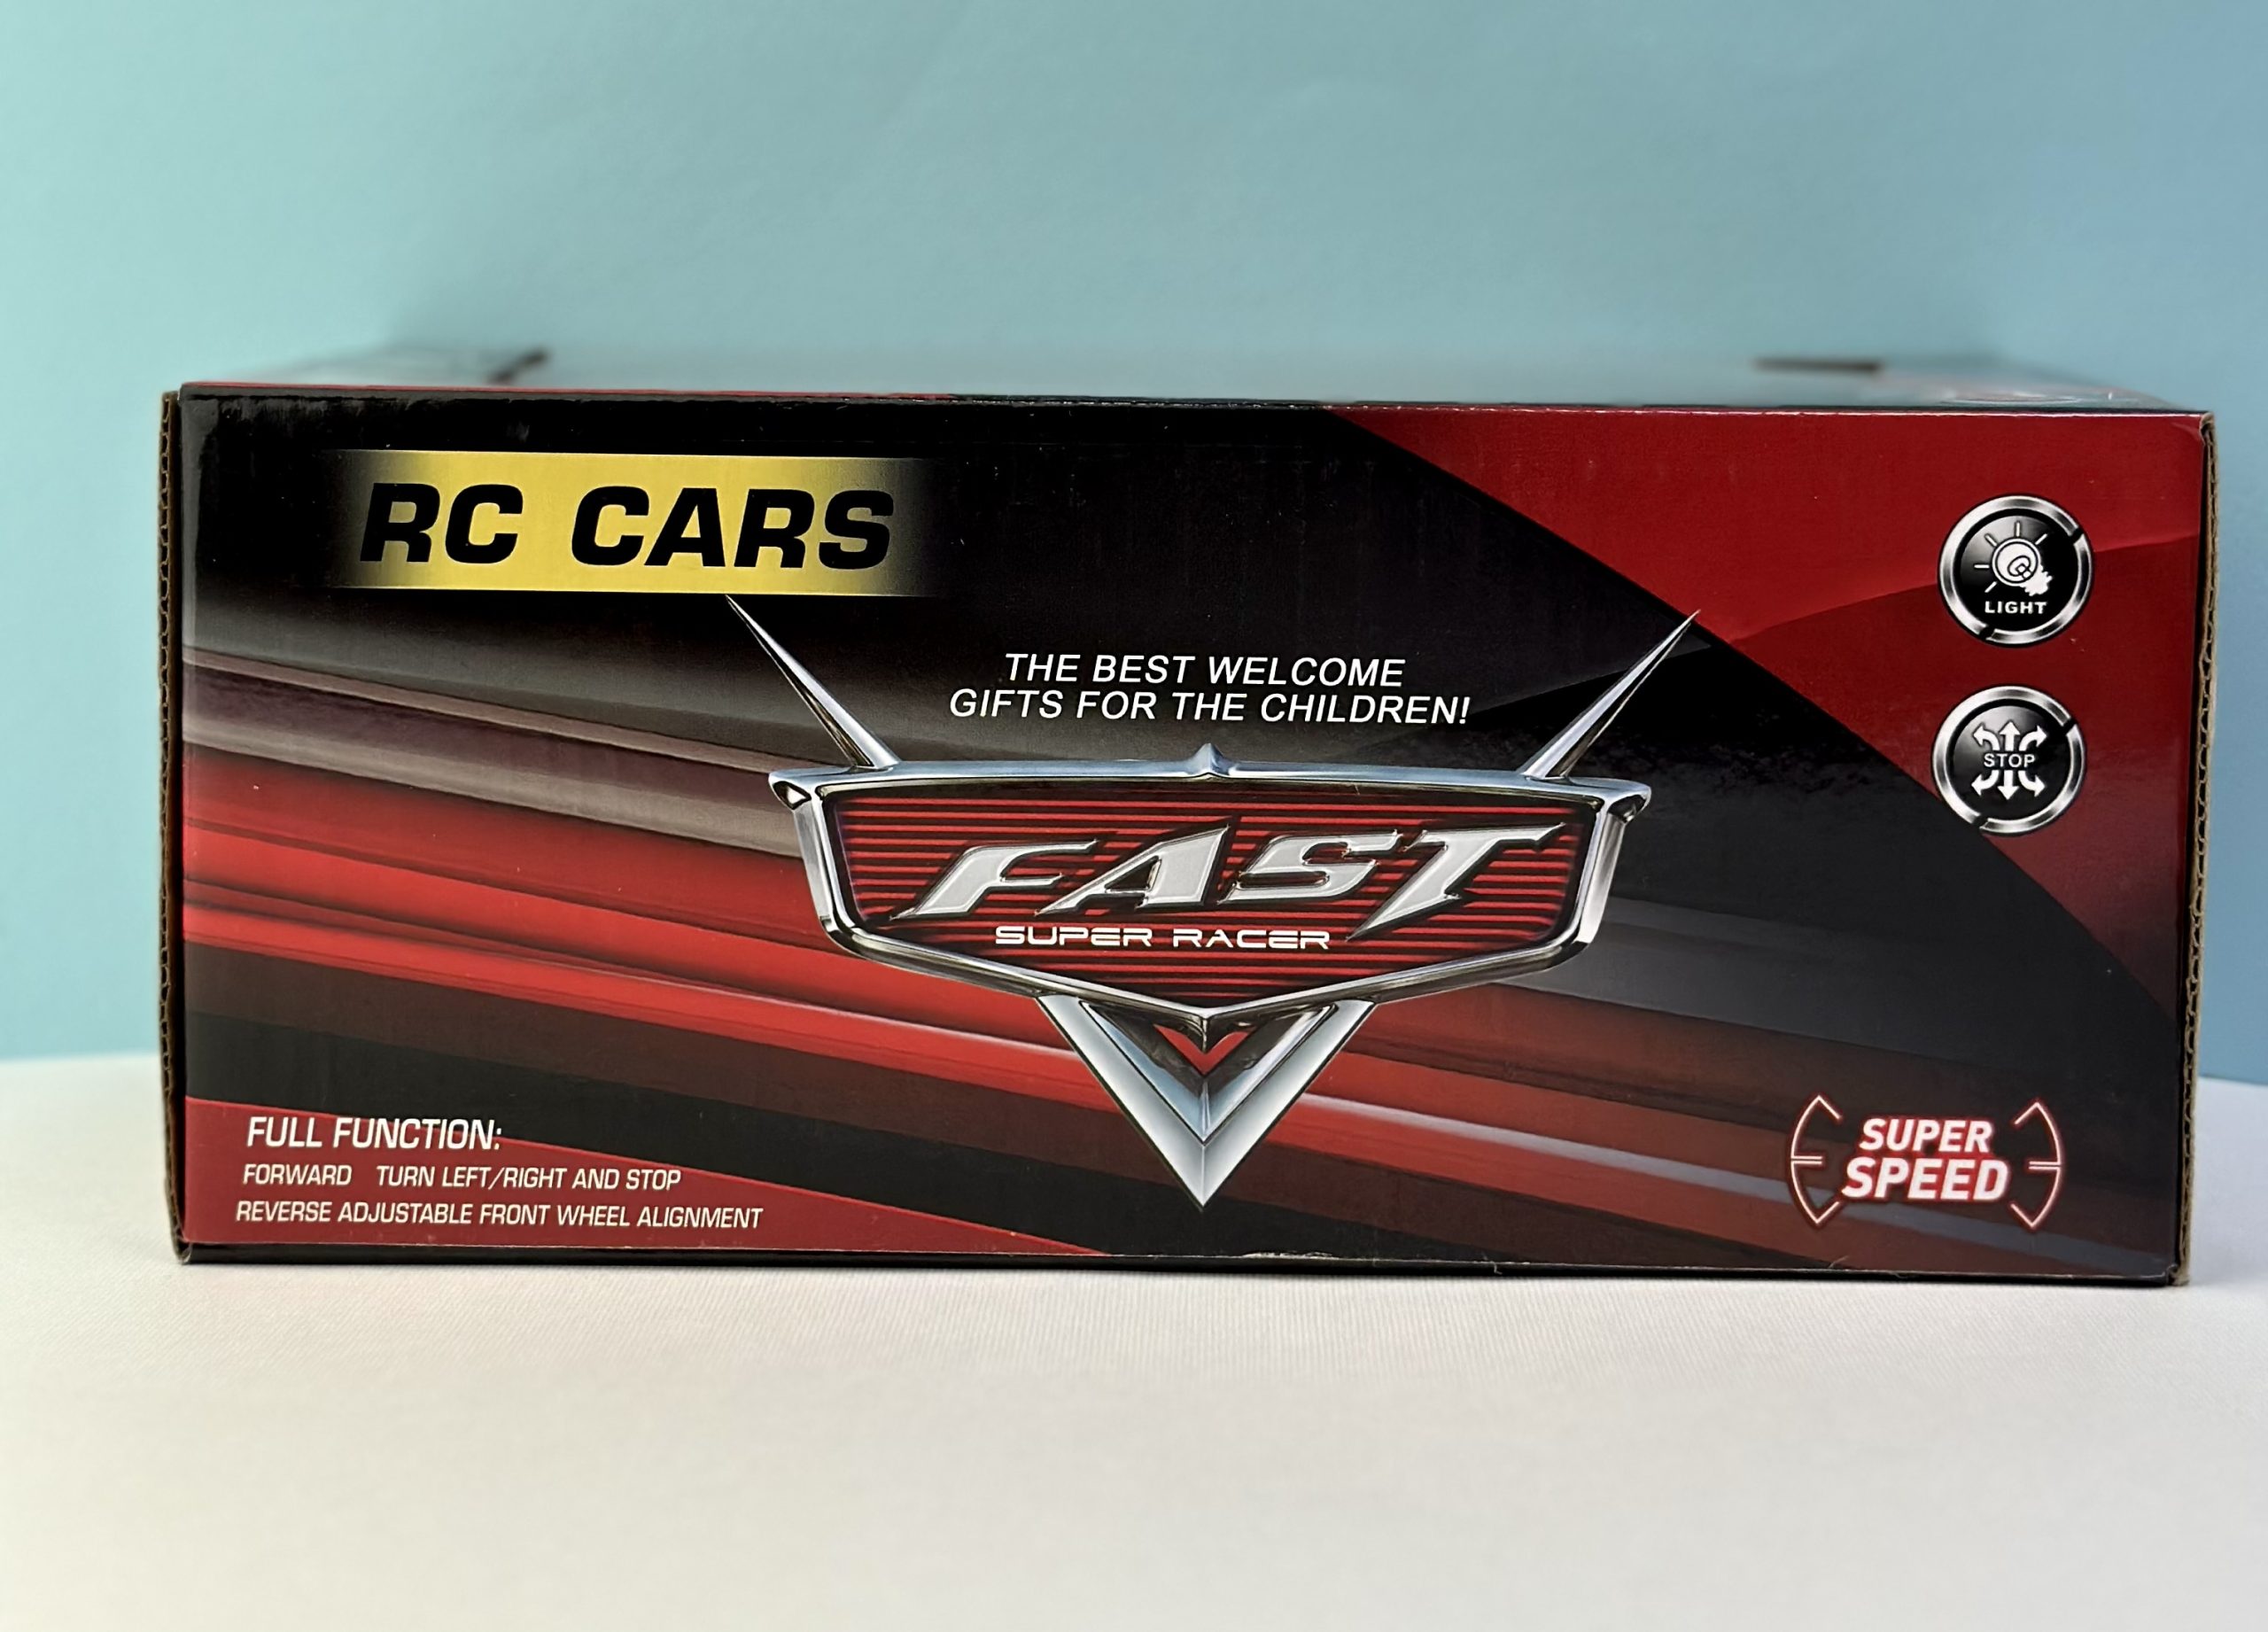 RC CARS
LIGHT
THE BEST WELCOME
GIFTS FOR THE CHILDREN!
STOP
FAST
SUPER RACER
FULL FUNCTION:
FORWARD TURN LEFT/RIGHT AND STOP
REVERSE ADJUSTABLE FRONT WHEEL ALIGNMENT
SUPER
SPEED